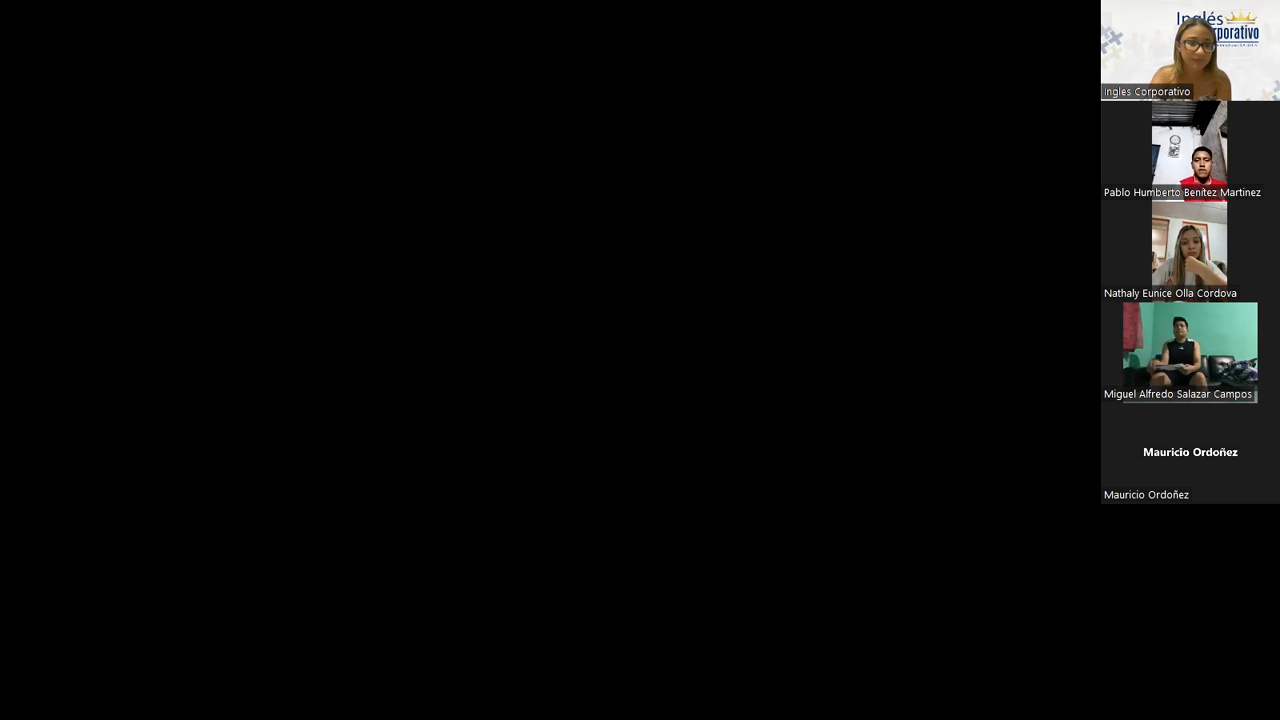 Inglés
rporativo
Ingles Corporativo
Pablo Humberto Benitez Martinez
Nathaly Eunice Olla Cordova
Miguel Alfredo Salazar Campos
Mauricio Ordoñez
Mauricio Ordoñez